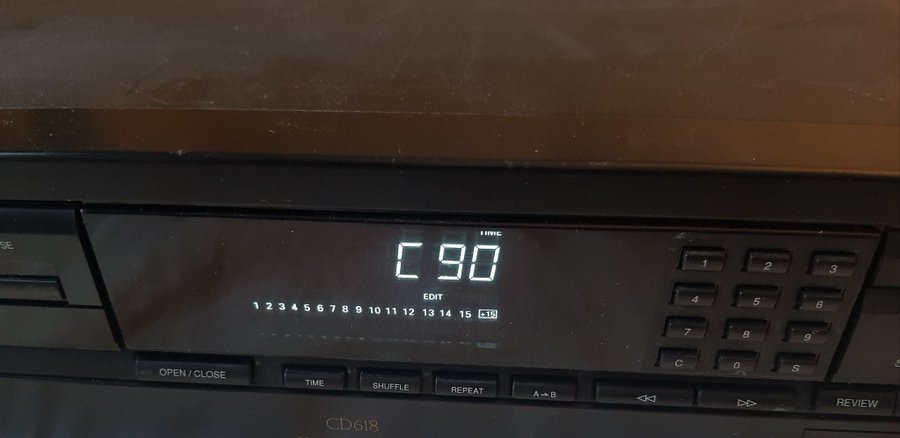 TIME
C 90
EDIT
1 2 3 4 5 6 7 8 9 10 11 12 13 14 15 +15
1 2 3
4 5 6
7 8 9
C 0 S
OPEN / CLOSE TIME SHUFFLE REPEAT A→B ◁◁ ▷▷ REVIEW
CD618